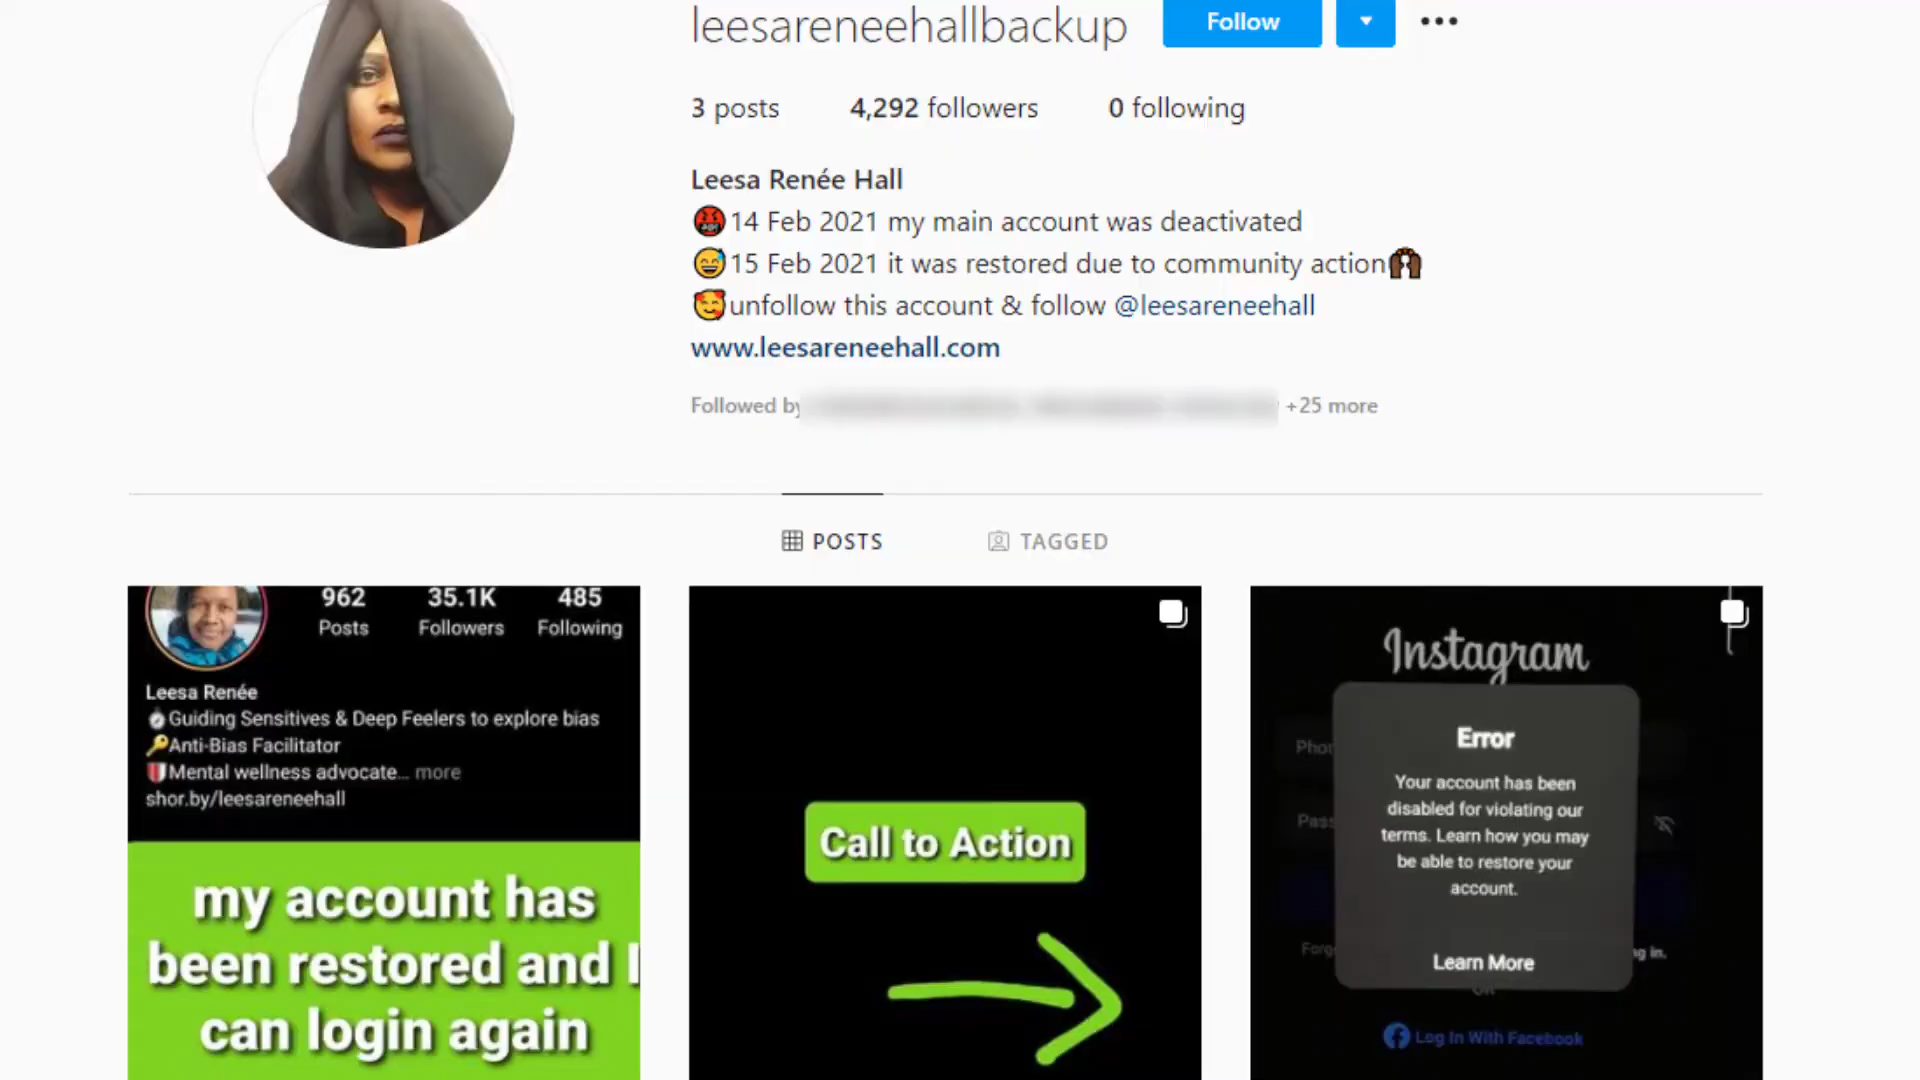 leesareneehallbackup
Follow
3 posts
4,292 followers
0 following
Leesa Renée Hall
🤬14 Feb 2021 my main account was deactivated
😅15 Feb 2021 it was restored due to community action🙌🏿
🥰unfollow this account & follow @leesareneehall
www.leesareneehall.com
Followed by
+25 more
POSTS
TAGGED
962
35.1K
485
Posts
Followers
Following
Leesa Renée
Guiding Sensitives & Deep Feelers to explore bias
🔑Anti-Bias Facilitator
Mental wellness advocate... more
shor.by/leesareneehall
my account has
been restored and I
can login again
Call to Action
Instagram
Error
Your account has been
disabled for violating our
terms. Learn how you may
be able to restore your
account.
Learn More
Log In With Facebook